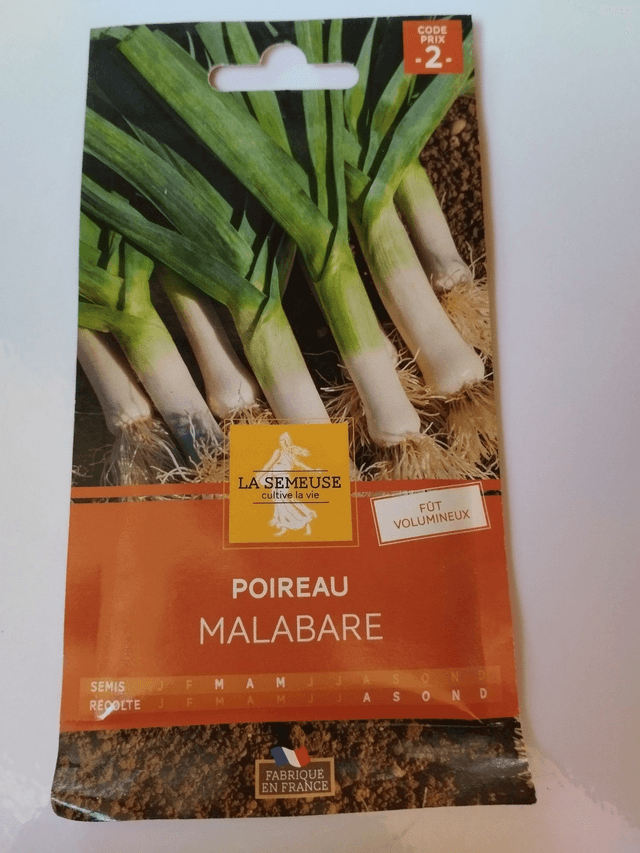 CODE
PRIX
-2-
LA SEMEUSE
cultive la vie
FÛT
VOLUMINEUX
POIREAU
MALABARE
SEMIS J F M A M J J A S O N D
RÉCOLTE J F M A M J J A S O N D
FABRIQUÉ
EN FRANCE